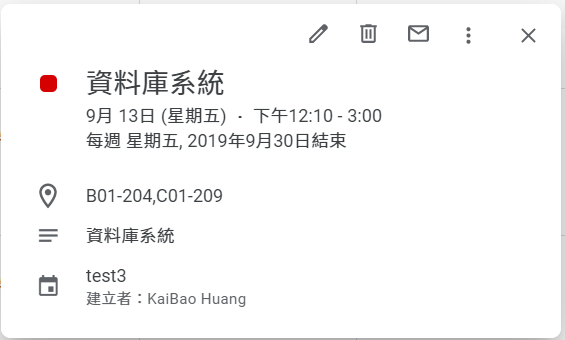 資料庫系統
9月 13日 (星期五) · 下午12:10 - 3:00
每週 星期五, 2019年9月30日結束
B01-204,C01-209
資料庫系統
test3
建立者：KaiBao Huang